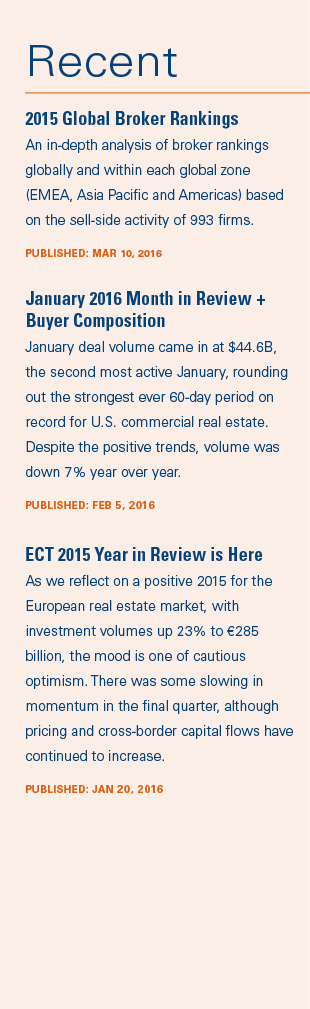 Recent
2015 Global Broker Rankings
An in-depth analysis of broker rankings
globally and within each global zone
(EMEA, Asia Pacific and Americas) based
on the sell-side activity of 993 firms.
PUBLISHED: MAR 10, 2016
January 2016 Month in Review +
Buyer Composition
January deal volume came in at $44.6B,
the second most active January, rounding
out the strongest ever 60-day period on
record for U.S. commercial real estate.
Despite the positive trends, volume was
down 7% year over year.
PUBLISHED: FEB 5, 2016
ECT 2015 Year in Review is Here
As we reflect on a positive 2015 for the
European real estate market, with
investment volumes up 23% to €285
billion, the mood is one of cautious
optimism. There was some slowing in
momentum in the final quarter, although
pricing and cross-border capital flows have
continued to increase.
PUBLISHED: JAN 20, 2016